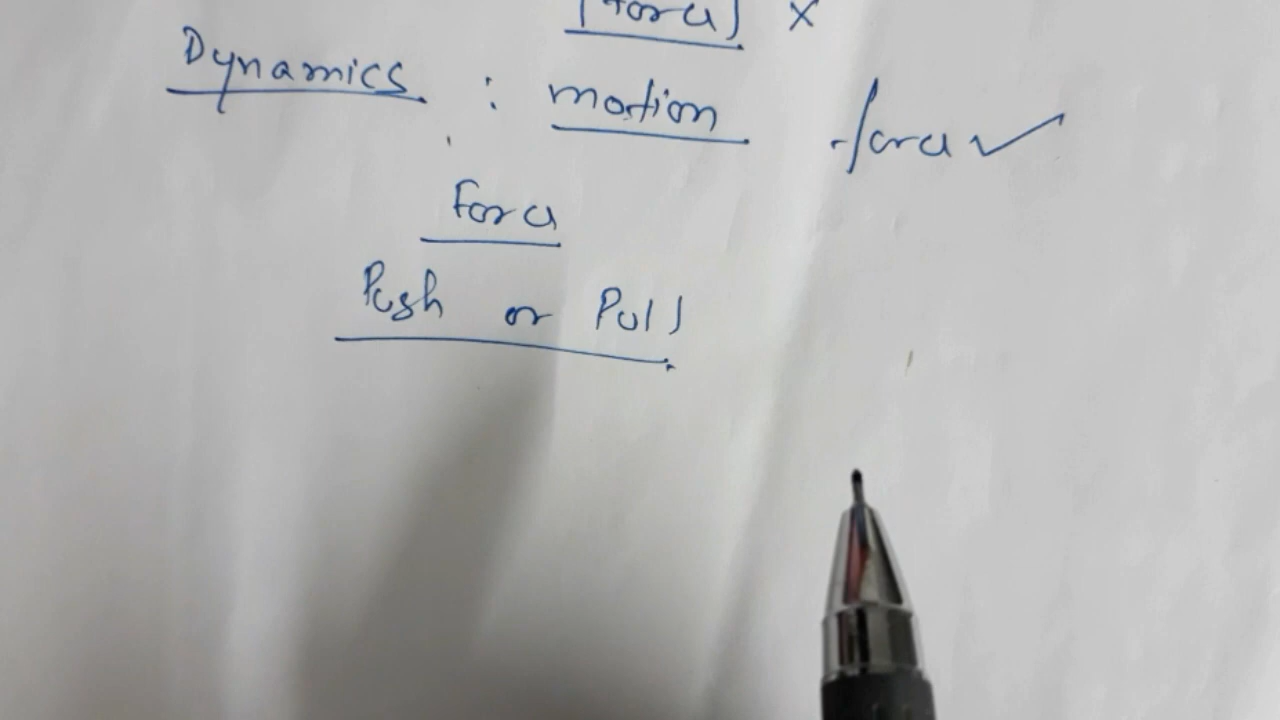 [Force] ×
Dynamics : motion force ✓
Force
Push or Pull